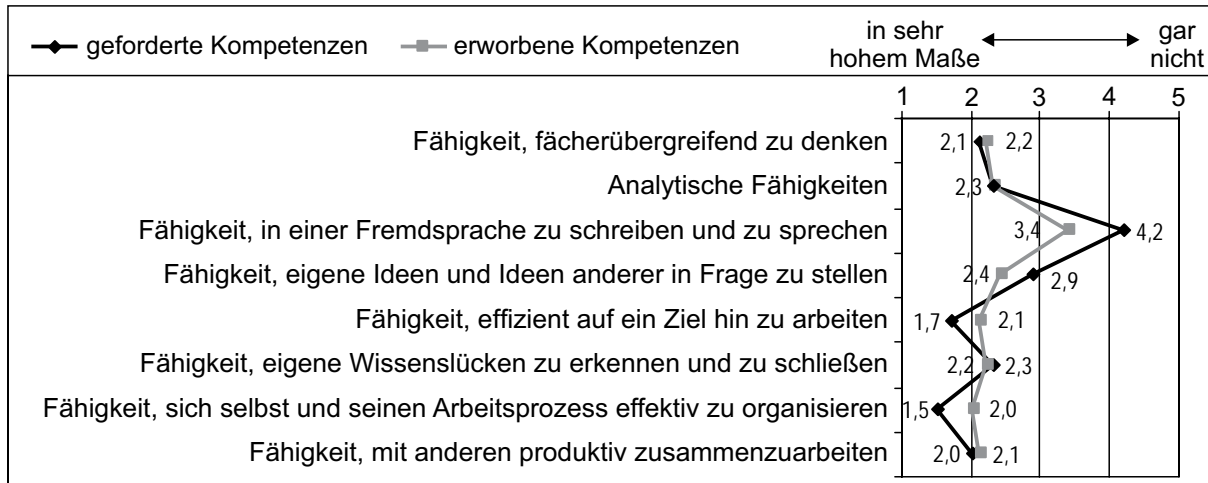 geforderte Kompetenzen erworbene Kompetenzen in sehr hohem Maße gar nicht
1 2 3 4 5
Fähigkeit, fächerübergreifend zu denken 2,1 2,2
Analytische Fähigkeiten 2,3
Fähigkeit, in einer Fremdsprache zu schreiben und zu sprechen 3,4 4,2
Fähigkeit, eigene Ideen und Ideen anderer in Frage zu stellen 2,4 2,9
Fähigkeit, effizient auf ein Ziel hin zu arbeiten 1,7 2,1
Fähigkeit, eigene Wissenslücken zu erkennen und zu schließen 2,2 2,3
Fähigkeit, sich selbst und seinen Arbeitsprozess effektiv zu organisieren 1,5 2,0
Fähigkeit, mit anderen produktiv zusammenzuarbeiten 2,0 2,1